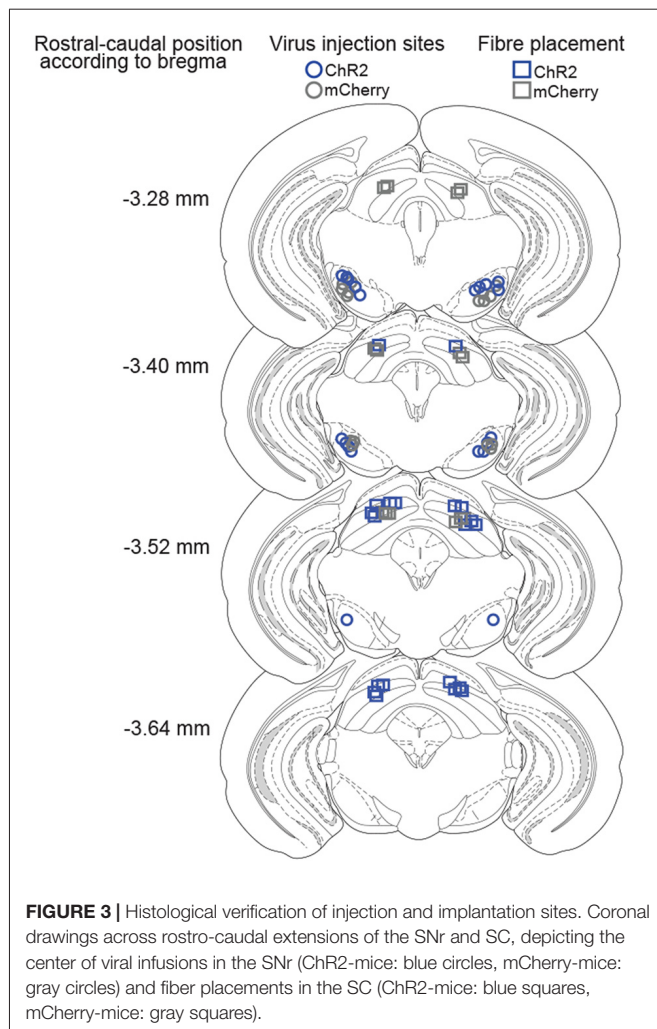 Rostral-caudal position
according to bregma
Virus injection sites
ChR2
mCherry
Fibre placement
ChR2
mCherry
-3.28 mm
-3.40 mm
-3.52 mm
-3.64 mm
FIGURE 3 | Histological verification of injection and implantation sites. Coronal
drawings across rostro-caudal extensions of the SNr and SC, depicting the
center of viral infusions in the SNr (ChR2-mice: blue circles, mCherry-mice:
gray circles) and fiber placements in the SC (ChR2-mice: blue squares,
mCherry-mice: gray squares).